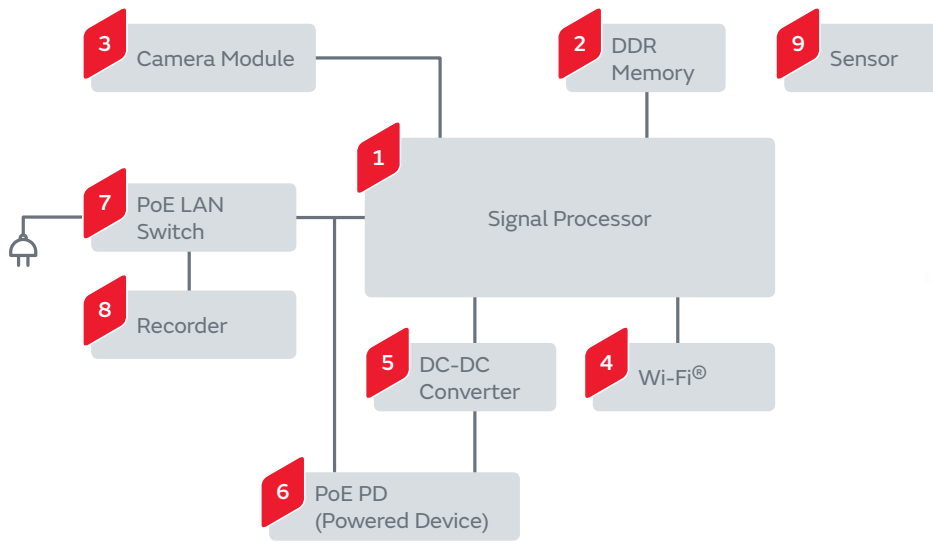 3
Camera Module
2
DDR
Memory
9
Sensor
1
Signal Processor
7
PoE LAN
Switch
8
Recorder
5
DC-DC
Converter
4
Wi-Fi®
6
PoE PD
(Powered Device)